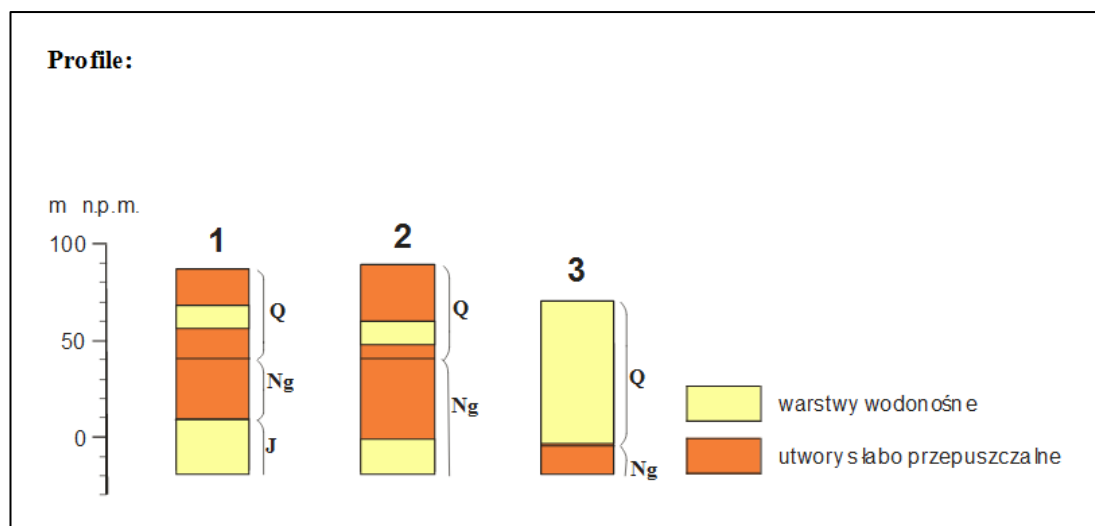 Profile:
m n.p.m.
100
50
0
1
Q
Ng
J
2
Q
Ng
3
Q
Ng
warstwy wodonośne
utwory słabo przepuszczalne